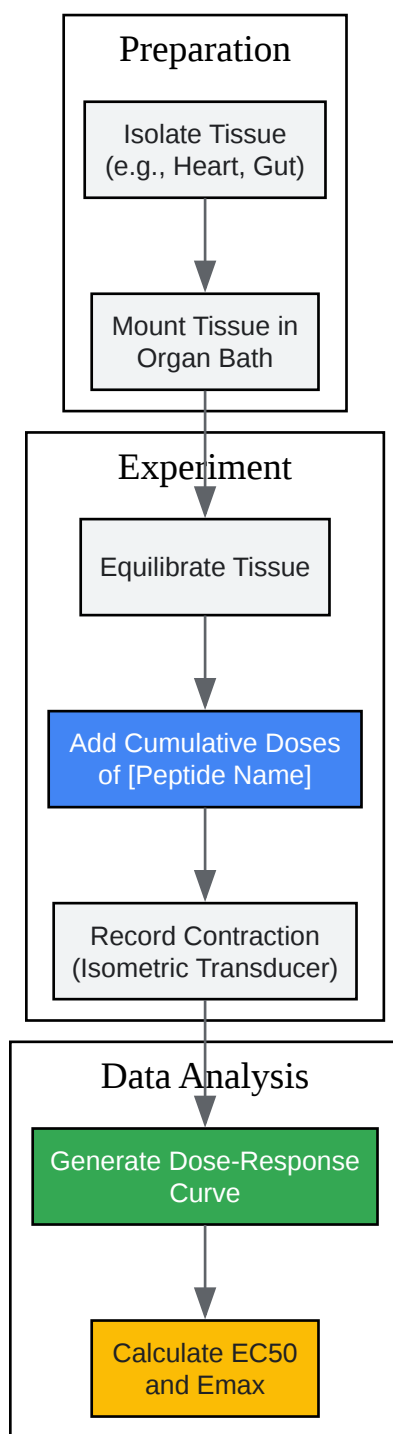 Preparation
Isolate Tissue
(e.g., Heart, Gut)
Mount Tissue in
Organ Bath
Experiment
Equilibrate Tissue
Add Cumulative Doses
of [Peptide Name]
Record Contraction
(Isometric Transducer)
Data Analysis
Generate Dose-Response
Curve
Calculate EC50
and Emax